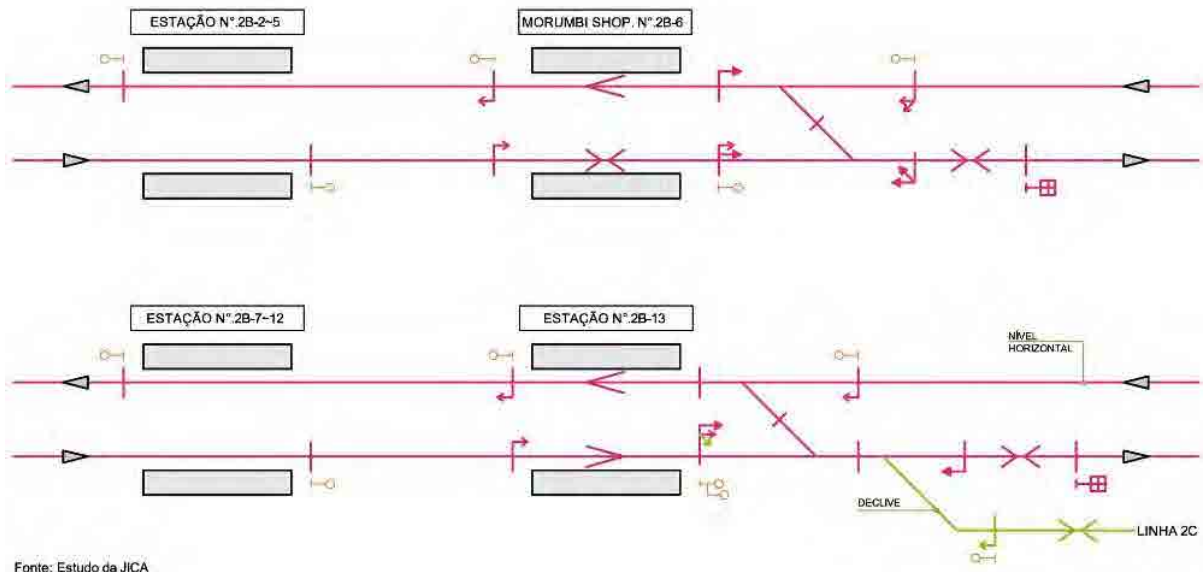 ESTAÇÃO N°.2B-2~5
MORUMBI SHOP. N°.2B-6
ESTAÇÃO N°.2B-7~12
ESTAÇÃO N°.2B-13
NÍVEL
HORIZONTAL
DECLIVE
LINHA 2C
Fonte: Estudo da JICA